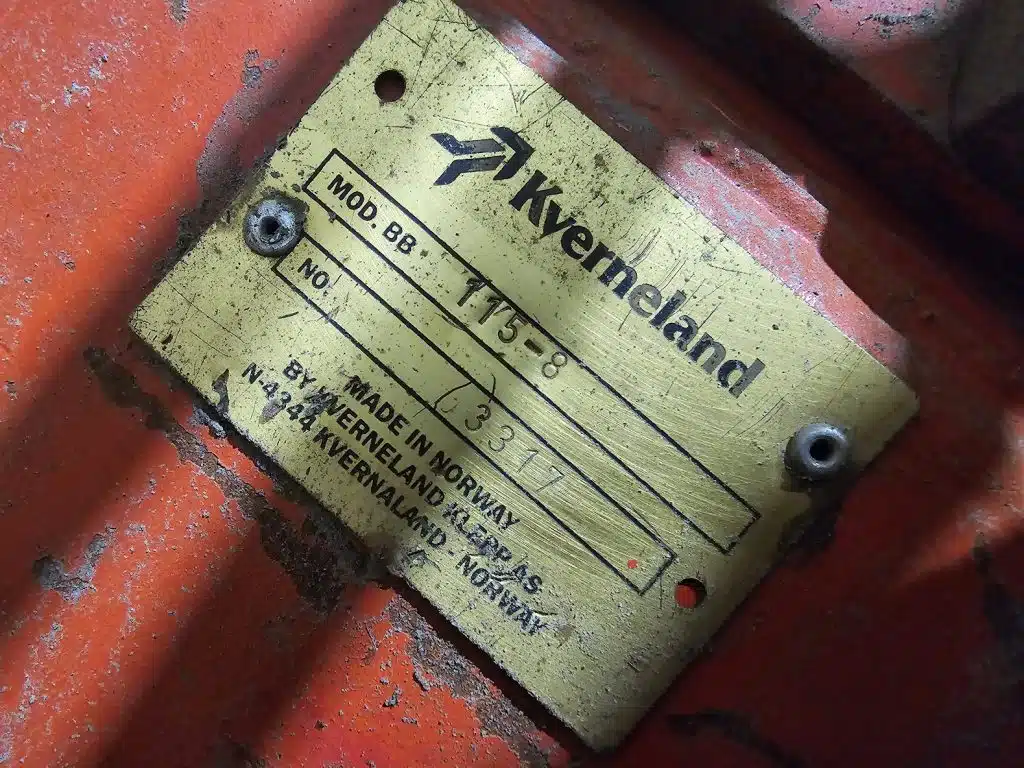 Kverneland
MOD. BB 115-8
NO. 3317
MADE IN NORWAY
BY KVERNELAND KLEPP AS
N-4344 KVERNALAND - NORWAY